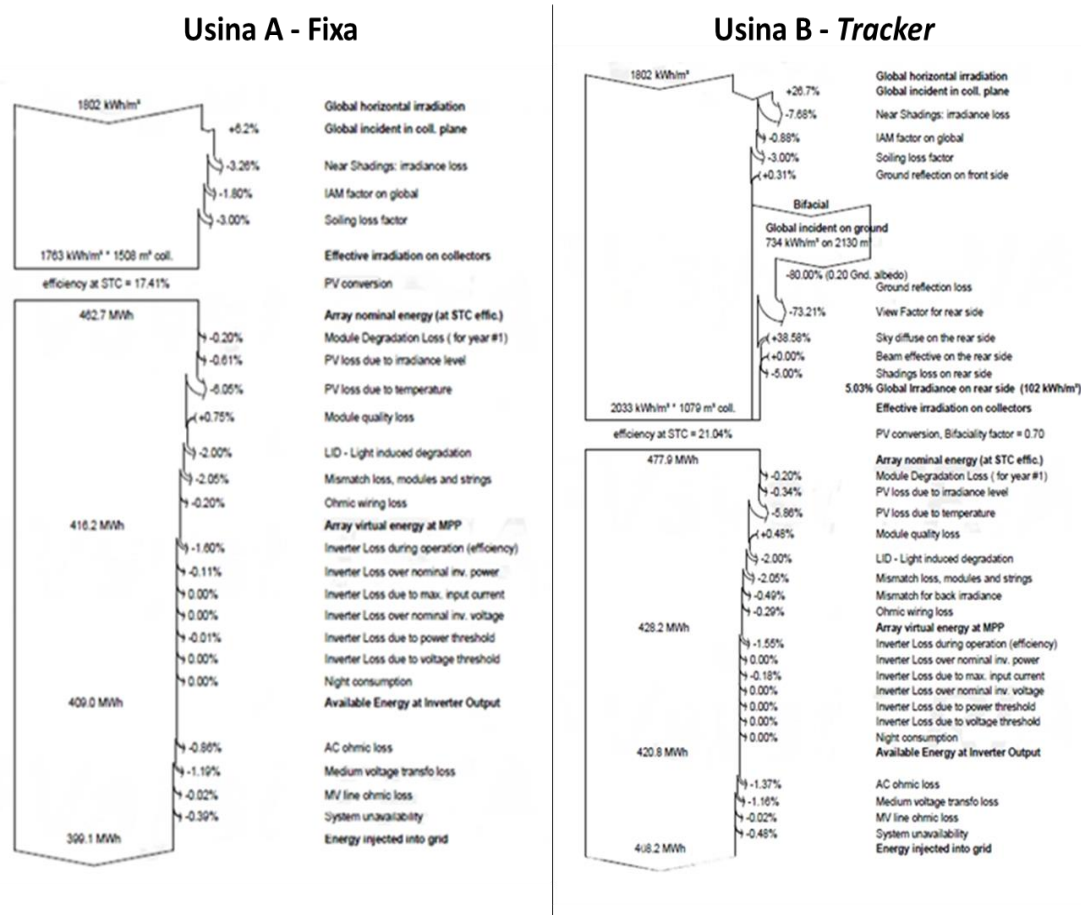 Usina A - Fixa
1802 kWh/m²
Global horizontal irradiation
+6.2% Global incident in coll. plane
-3.26% Near Shadings: irradiance loss
-1.80% IAM factor on global
-3.00% Soiling loss factor
1763 kWh/m² * 1508 m² coll. Effective irradiation on collectors
efficiency at STC = 17.41% PV conversion
462.7 MWh Array nominal energy (at STC effic.)
-0.20% Module Degradation Loss ( for year #1)
-0.61% PV loss due to irradiance level
-6.05% PV loss due to temperature
+0.75% Module quality loss
-2.00% LID - Light induced degradation
-2.05% Mismatch loss, modules and strings
-0.20% Ohmic wiring loss
416.2 MWh Array virtual energy at MPP
-1.60% Inverter Loss during operation (efficiency)
-0.11% Inverter Loss over nominal inv. power
0.00% Inverter Loss due to max. input current
0.00% Inverter Loss over nominal inv. voltage
-0.01% Inverter Loss due to power threshold
0.00% Inverter Loss due to voltage threshold
0.00% Night consumption
409.0 MWh Available Energy at Inverter Output
-0.86% AC ohmic loss
-1.19% Medium voltage transfo loss
-0.02% MV line ohmic loss
-0.39% System unavailability
399.1 MWh Energy injected into grid
Usina B - Tracker
1802 kWh/m²
Global horizontal irradiation
+26.7% Global incident in coll. plane
-7.68% Near Shadings: irradiance loss
-0.88% IAM factor on global
-3.00% Soiling loss factor
+0.31% Ground reflection on front side
Bifacial
Global incident on ground
734 kWh/m² on 2130 m
-80.00% (0.20 Gnd. albedo)
Ground reflection loss
-73.21% View Factor for rear side
+38.58% Sky diffuse on the rear side
+0.00% Beam effective on the rear side
-5.00% Shadings loss on rear side
5.03% Global Irradiance on rear side (102 kWh/m²)
2033 kWh/m² * 1079 m² coll. Effective irradiation on collectors
efficiency at STC = 21.04% PV conversion, Bifaciality factor = 0.70
477.9 MWh Array nominal energy (at STC effic.)
-0.20% Module Degradation Loss ( for year #1)
-0.34% PV loss due to irradiance level
-5.86% PV loss due to temperature
+0.48% Module quality loss
-2.00% LID - Light induced degradation
-2.05% Mismatch loss, modules and strings
-0.49% Mismatch for back irradiance
-0.29% Ohmic wiring loss
428.2 MWh Array virtual energy at MPP
-1.55% Inverter Loss during operation (efficiency)
0.00% Inverter Loss over nominal inv. power
-0.18% Inverter Loss due to max. input current
0.00% Inverter Loss over nominal inv. voltage
0.00% Inverter Loss due to power threshold
0.00% Inverter Loss due to voltage threshold
0.00% Night consumption
420.8 MWh Available Energy at Inverter Output
-1.37% AC ohmic loss
-1.16% Medium voltage transfo loss
-0.02% MV line ohmic loss
-0.48% System unavailability
408.2 MWh Energy injected into grid